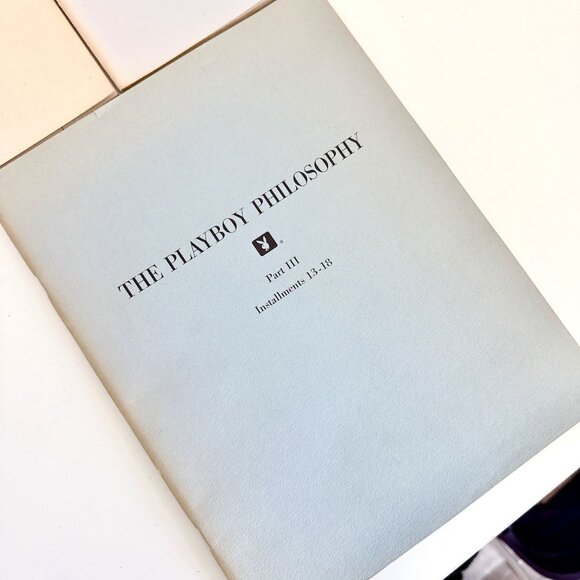 THE PLAYBOY PHILOSOPHY
®
Part III
Installments 13-18